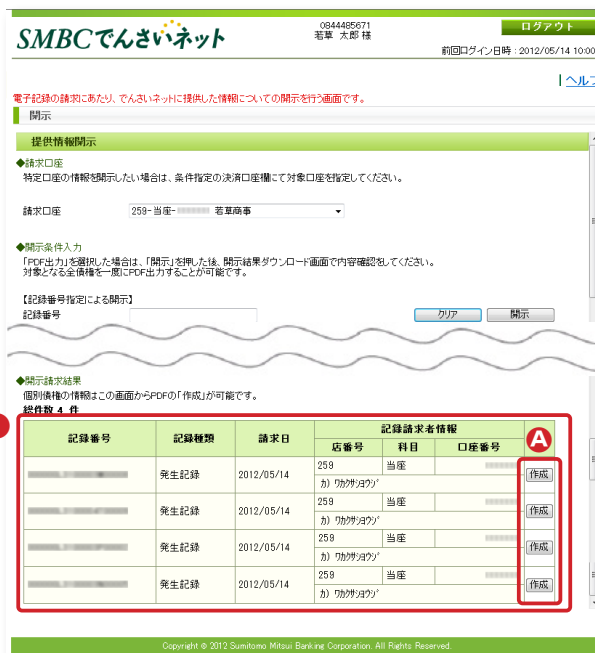 SMBCでんさいネット
0844485671
若草 太郎 様
ログアウト
前回ログイン日時：2012/05/14 10:00
ヘルプ
電子記録の請求にあたり、でんさいネットに提供した情報についての開示を行う画面です。
開示
提供情報開示
◆請求口座
特定口座の情報を開示したい場合は、条件指定の決済口座欄にて対象口座を指定してください。
請求口座 259-当座- 若草商事
◆開示条件入力
「PDF出力」を選択した場合は、「開示」を押した後、開示結果ダウンロード画面で内容確認をしてください。
対象となる全債権を一度にPDF出力することが可能です。
【記録番号指定による開示】
記録番号 クリア 開示
◆開示請求結果
個別債権の情報はこの画面からPDFの「作成」が可能です。
総件数 4 件
記録番号 記録種類 請求日 記録請求者情報 A
店番号 科目 口座番号
発生記録 2012/05/14 259 当座 作成
カ）ワカクサシヨウジ
発生記録 2012/05/14 259 当座 作成
カ）ワカクサシヨウジ
発生記録 2012/05/14 259 当座 作成
カ）ワカクサシヨウジ
発生記録 2012/05/14 259 当座 作成
カ）ワカクサシヨウジ
Copyright © 2012 Sumitomo Mitsui Banking Corporation. All Rights Reserved.